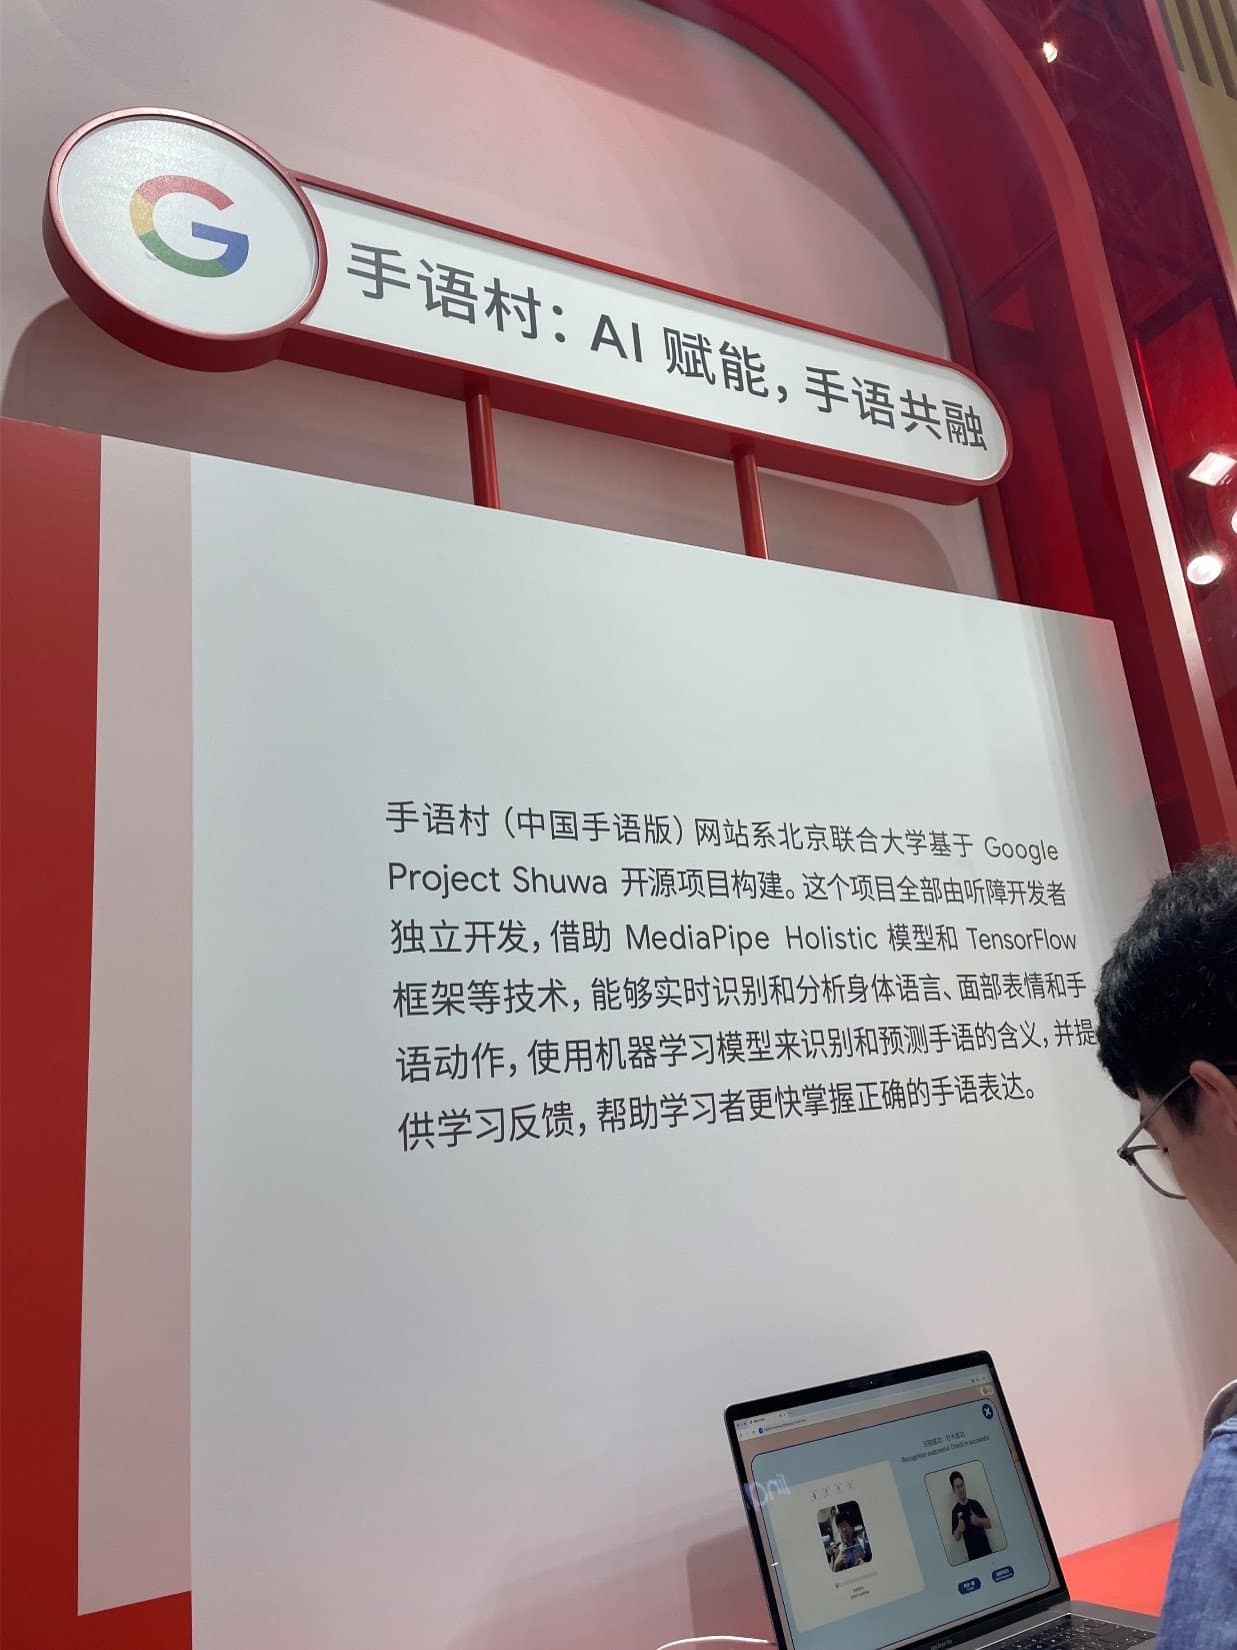 G
手语村：AI 赋能，手语共融
手语村（中国手语版）网站系北京联合大学基于 Google
Project Shuwa 开源项目构建。这个项目全部由听障开发者
独立开发，借助 MediaPipe Holistic 模型和 TensorFlow
框架等技术，能够实时识别和分析身体语言、面部表情和手
语动作，使用机器学习模型来识别和预测手语的含义，并提
供学习反馈，帮助学习者更快掌握正确的手语表达。